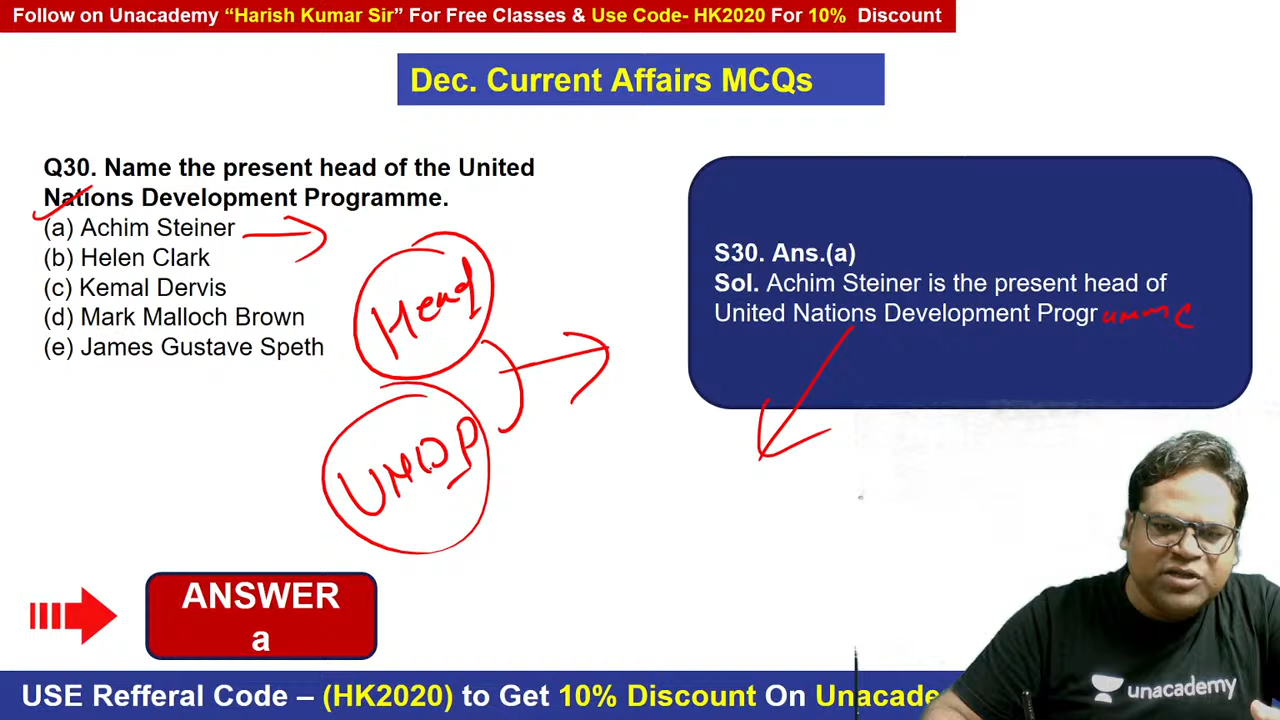 Follow on Unacademy “Harish Kumar Sir” For Free Classes & Use Code- HK2020 For 10% Discount
Dec. Current Affairs MCQs
Q30. Name the present head of the United
Nations Development Programme.
(a) Achim Steiner
(b) Helen Clark
(c) Kemal Dervis
(d) Mark Malloch Brown
(e) James Gustave Speth
Head
UNDP
S30. Ans.(a)
Sol. Achim Steiner is the present head of
United Nations Development Programme
ANSWER
a
USE Refferal Code – (HK2020) to Get 10% Discount On Unacade
unacademy